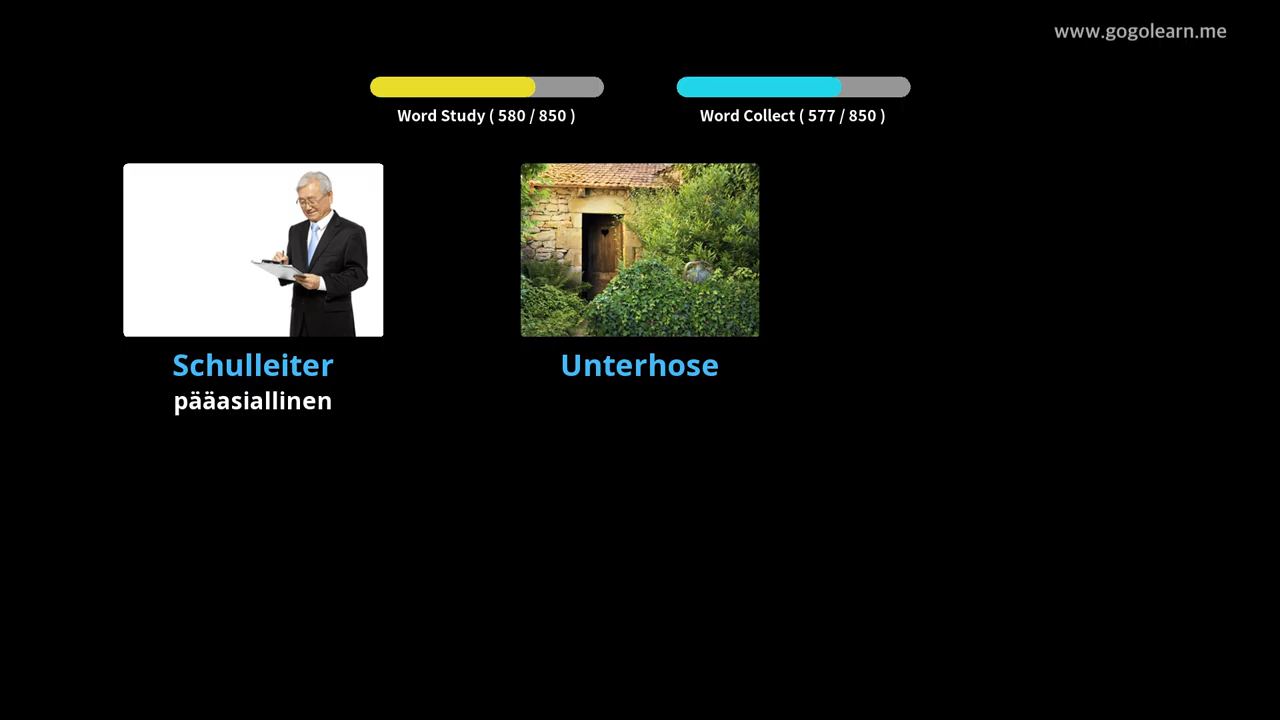 www.gogolearn.me
Word Study ( 580 / 850 )
Word Collect ( 577 / 850 )
Schulleiter
pääasiallinen
Unterhose